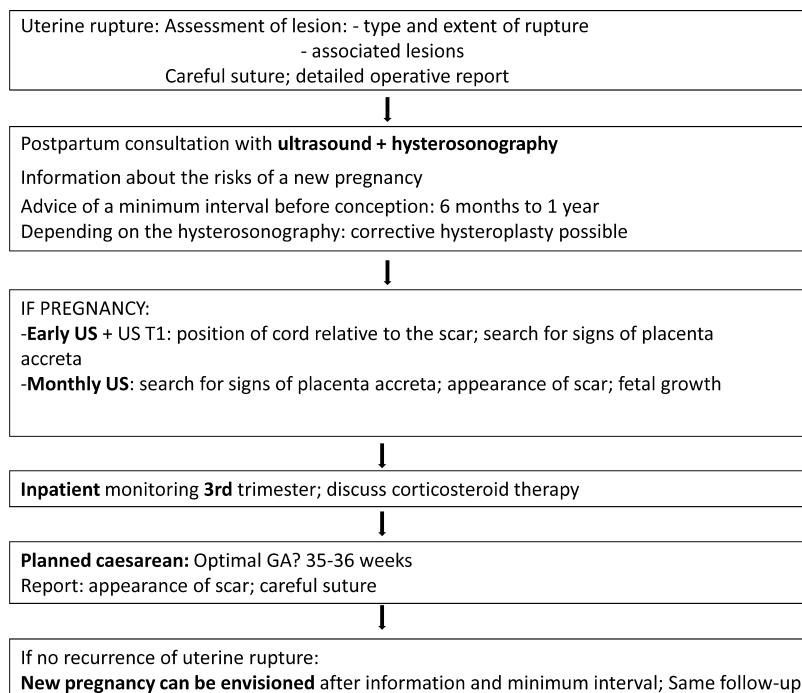 Uterine rupture: Assessment of lesion: - type and extent of rupture
- associated lesions
Careful suture; detailed operative report
Postpartum consultation with ultrasound + hysterosonography
Information about the risks of a new pregnancy
Advice of a minimum interval before conception: 6 months to 1 year
Depending on the hysterosonography: corrective hysteroplasty possible
IF PREGNANCY:
-Early US + US T1: position of cord relative to the scar; search for signs of placenta
accreta
-Monthly US: search for signs of placenta accreta; appearance of scar; fetal growth
Inpatient monitoring 3rd trimester; discuss corticosteroid therapy
Planned caesarean: Optimal GA? 35-36 weeks
Report: appearance of scar; careful suture
If no recurrence of uterine rupture:
New pregnancy can be envisioned after information and minimum interval; Same follow-up